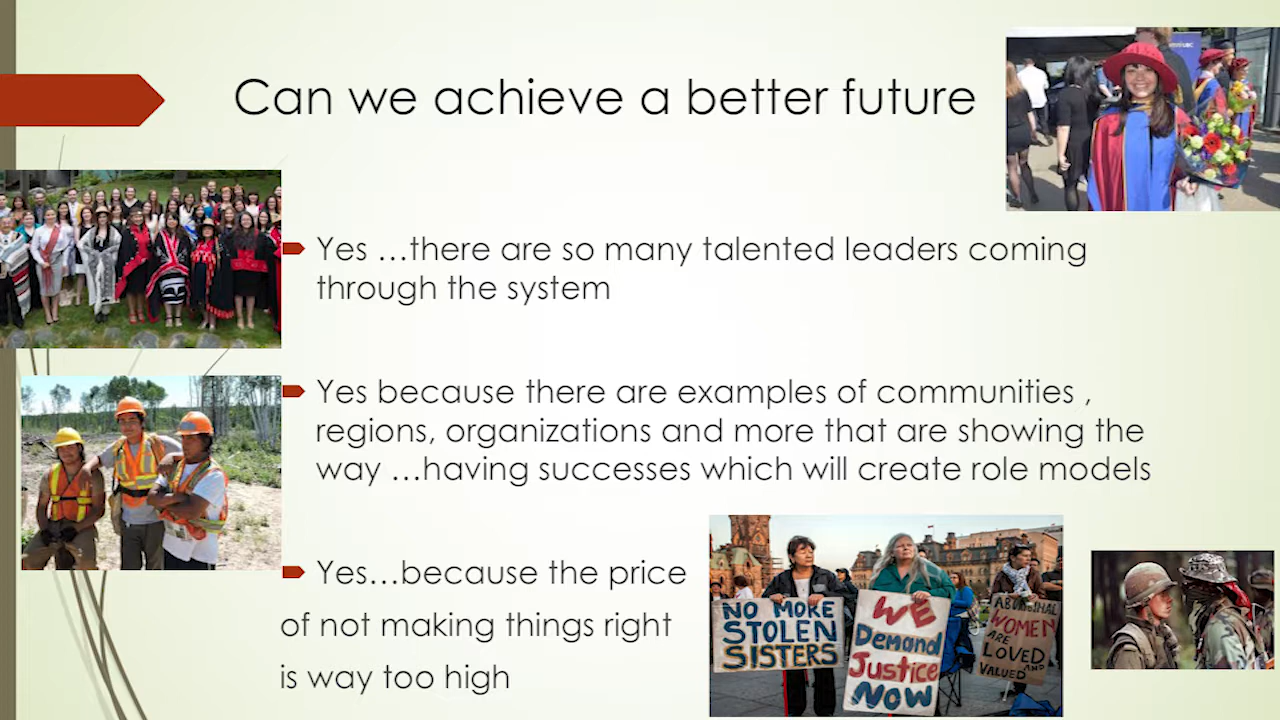 Can we achieve a better future
Yes ...there are so many talented leaders coming
through the system
Yes because there are examples of communities ,
regions, organizations and more that are showing the
way ...having successes which will create role models
Yes...because the price
of not making things right
is way too high
NO MORE
STOLEN
SISTERS
WE
Demand
Justice
NOW
ABORIGINAL
WOMEN
ARE
LOVED
AND
VALUED